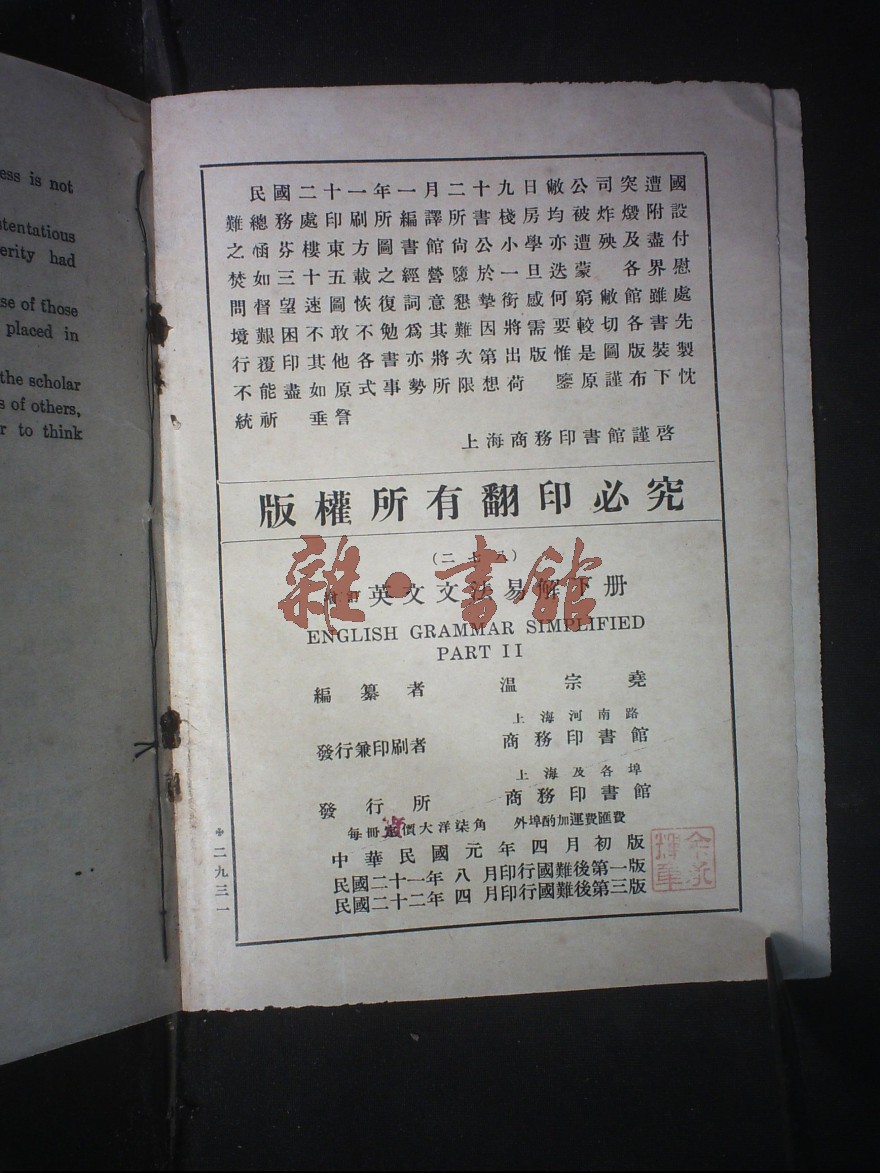 ess is not
stentatious
erity had
se of those
placed in
the scholar
s of others,
r to think
民國二十一年一月二十九日敝公司突遭國
難總務處印刷所編譯所書棧房均被炸燬附設
之涵芬樓東方圖書館尙公小學亦遭殃及盡付
焚如三十五載之經營隳於一旦迭蒙 各界慰
問督望速圖恢復詞意懇摯銜感何窮敝館雖處
境艱困不敢不勉爲其難因將需要較切各書先
行覆印其他各書亦將次第出版惟是圖版裝製
不能盡如原式事勢所限想荷 鑒原謹布下忱
統祈 垂詧
上海商務印書館謹啓
版權所有翻印必究
(二七八)
英文文法易解下册
ENGLISH GRAMMAR SIMPLIFIED
PART II
編纂者 温宗堯
上海河南路
發行兼印刷者 商務印書館
上海及各埠
發行所 商務印書館
每冊定價大洋柒角 外埠酌加運費匯費
中華民國元年四月初版
民國二十一年八月印行國難後第一版
民國二十二年四月印行國難後第三版
*二九三一
雜·書館